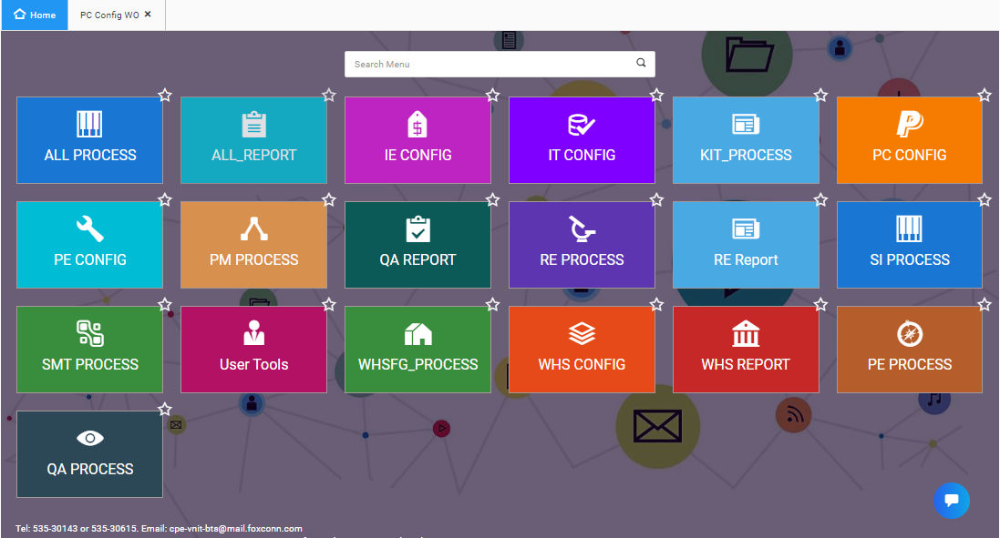 Home
PC Config WO
Search Menu
ALL PROCESS
ALL_REPORT
IE CONFIG
IT CONFIG
KIT_PROCESS
PC CONFIG
PE CONFIG
PM PROCESS
QA REPORT
RE PROCESS
RE Report
SI PROCESS
SMT PROCESS
User Tools
WHSFG_PROCESS
WHS CONFIG
WHS REPORT
PE PROCESS
QA PROCESS
Tel: 535-30143 or 535-30615. Email: cpe-vnit-bts@mail.foxconn.com